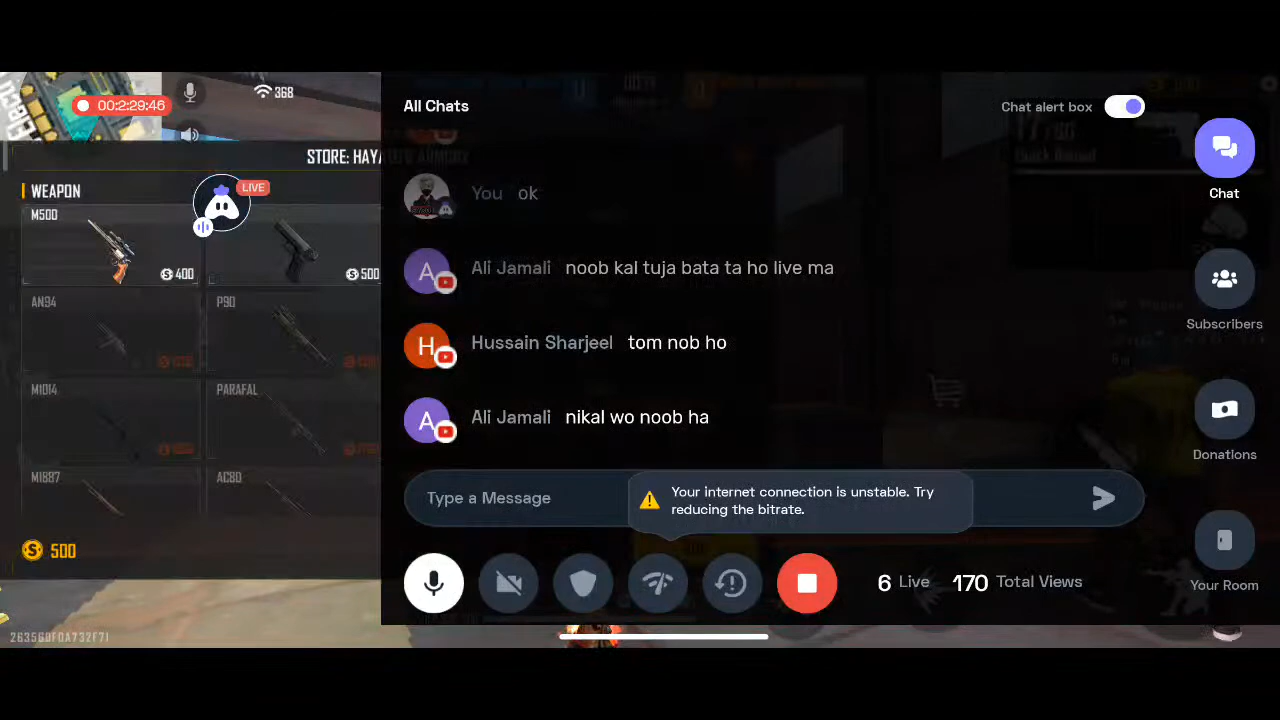 00:2:29:46
368
All Chats
Chat alert box
STORE: HAYATO'S ARMORY
WEAPON
LIVE
You ok
Chat
M500
400
500
Ali Jamali noob kal tuja bata ta ho live ma
AN94
P90
Subscribers
Hussain Sharjeel tom nob ho
M1014
PARAFAL
Ali Jamali nikal wo noob ha
Donations
M1887
AC80
Type a Message
Your internet connection is unstable. Try
reducing the bitrate.
500
6 Live 170 Total Views
Your Room